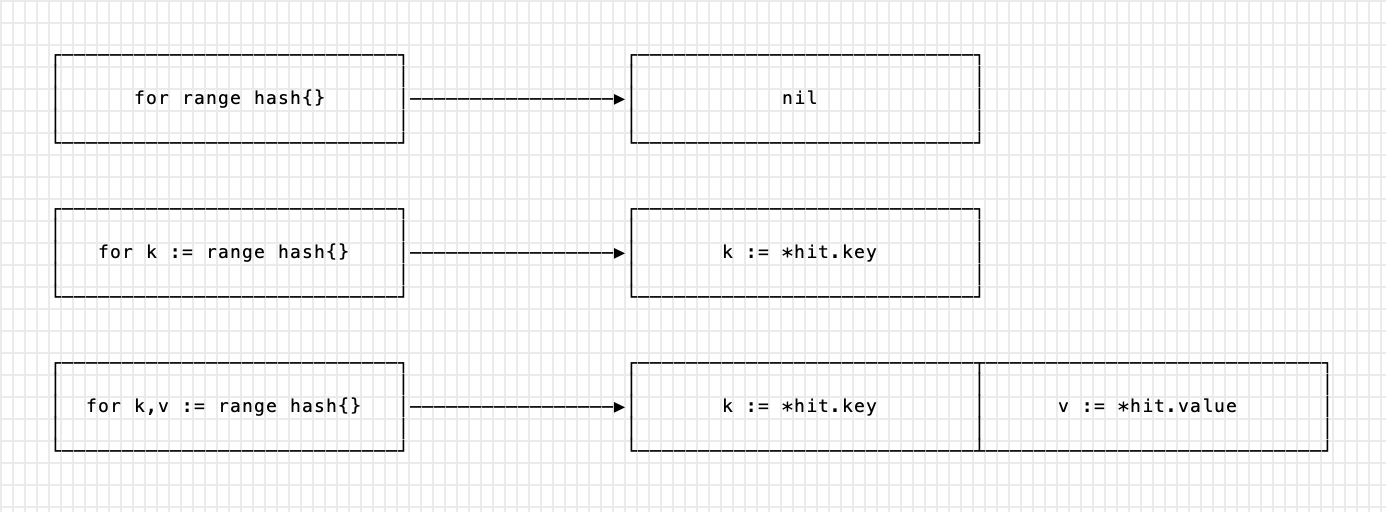 for range hash{}
nil
for k := range hash{}
k := *hit.key
for k,v := range hash{}
k := *hit.key
v := *hit.value